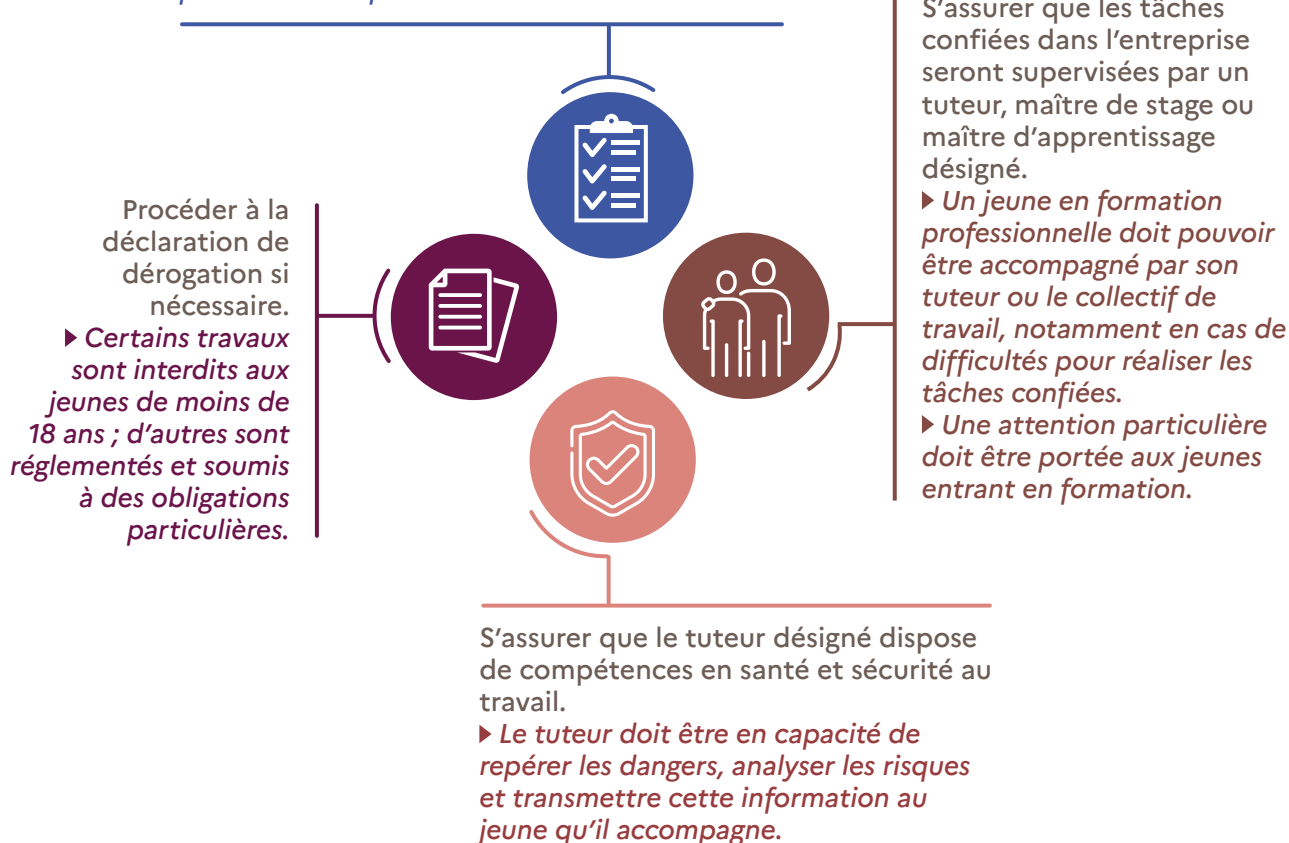 S'assurer que les tâches
confiées dans l'entreprise
seront supervisées par un
tuteur, maître de stage ou
maître d'apprentissage
désigné.
▶ Un jeune en formation
professionnelle doit pouvoir
être accompagné par son
tuteur ou le collectif de
travail, notamment en cas de
difficultés pour réaliser les
tâches confiées.
▶ Une attention particulière
doit être portée aux jeunes
entrant en formation.
Procéder à la
déclaration de
dérogation si
nécessaire.
▶ Certains travaux
sont interdits aux
jeunes de moins de
18 ans ; d'autres sont
réglementés et soumis
à des obligations
particulières.
S'assurer que le tuteur désigné dispose
de compétences en santé et sécurité au
travail.
▶ Le tuteur doit être en capacité de
repérer les dangers, analyser les risques
et transmettre cette information au
jeune qu'il accompagne.